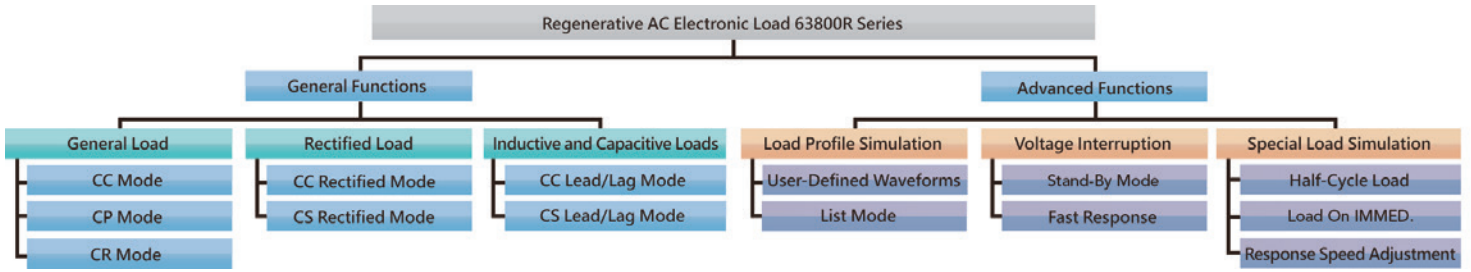 Regenerative AC Electronic Load 63800R Series
General Functions
Advanced Functions
General Load
Rectified Load
Inductive and Capacitive Loads
Load Profile Simulation
Voltage Interruption
Special Load Simulation
CC Mode
CC Rectified Mode
CC Lead/Lag Mode
User-Defined Waveforms
Stand-By Mode
Half-Cycle Load
CP Mode
CS Rectified Mode
CS Lead/Lag Mode
List Mode
Fast Response
Load On IMMED.
CR Mode
Response Speed Adjustment